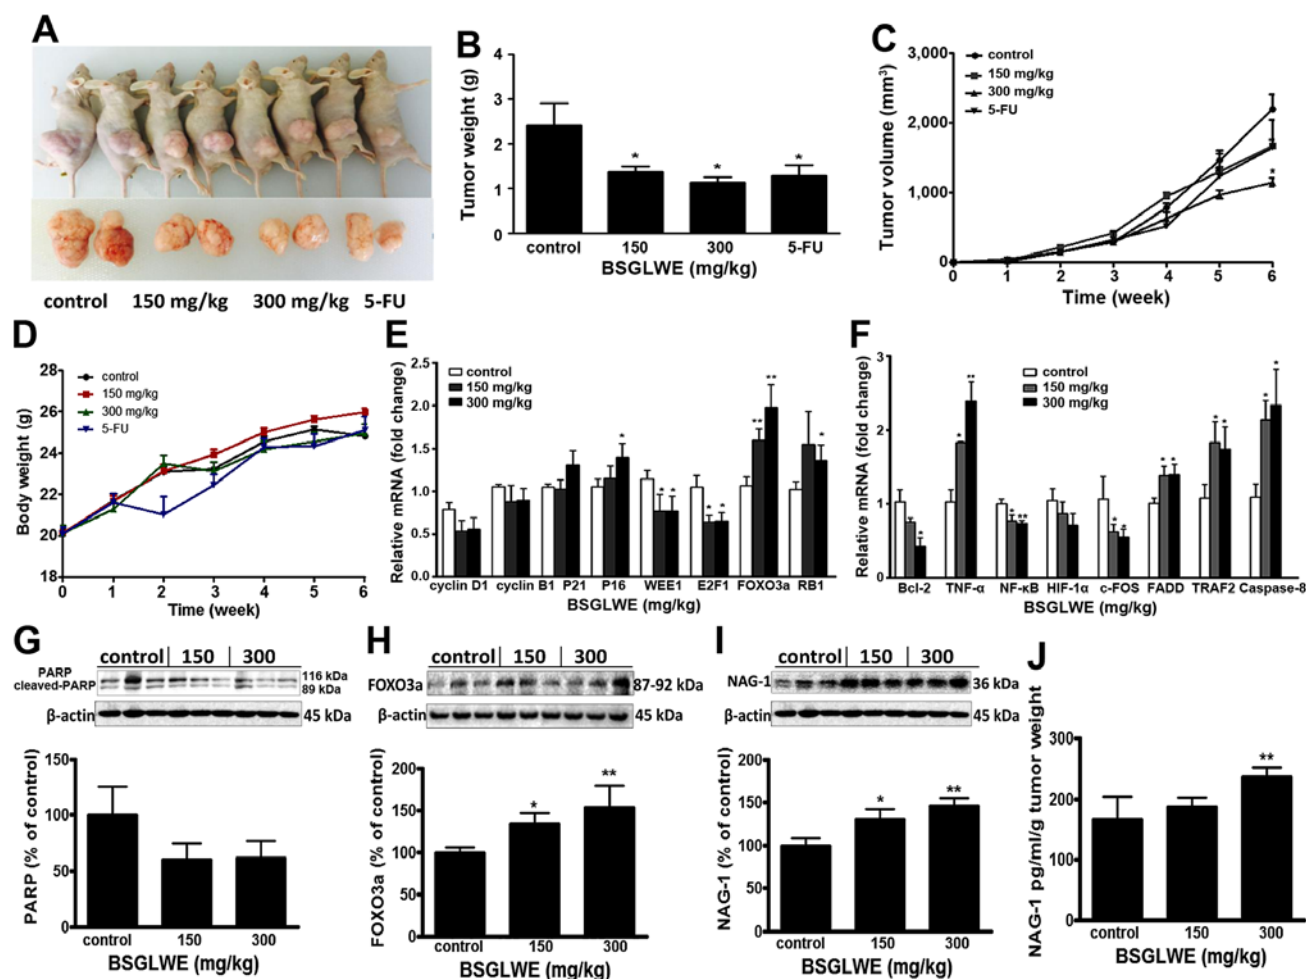 A
control 150 mg/kg 300 mg/kg 5-FU
B
Tumor weight (g)
4
3
2
1
0
* * *
control 150 300 5-FU
BSGLWE (mg/kg)
C
Tumor volume (mm³)
3,000
2,000
1,000
0
control
150 mg/kg
300 mg/kg
5-FU
*
0 1 2 3 4 5 6
Time (week)
D
Body weight (g)
28
26
24
22
20
18
control
150 mg/kg
300 mg/kg
5-FU
0 1 2 3 4 5 6
Time (week)
E
Relative mRNA (fold change)
2.5
2.0
1.5
1.0
0.5
0.0
control
150 mg/kg
300 mg/kg
* * * * * ** ** *
cyclin D1 cyclin B1 P21 P16 WEE1 E2F1 FOXO3a RB1
BSGLWE (mg/kg)
F
Relative mRNA (fold change)
3
2
1
0
control
150 mg/kg
300 mg/kg
* * ** * ** * * * * * * * *
Bcl-2 TNF-α NF-κB HIF-1α c-FOS FADD TRAF2 Caspase-8
BSGLWE (mg/kg)
G
control 150 300
PARP 116 kDa
cleaved-PARP 89 kDa
β-actin 45 kDa
PARP (% of control)
150
100
50
0
control 150 300
BSGLWE (mg/kg)
H
control 150 300
FOXO3a 87-92 kDa
β-actin 45 kDa
FOXO3a (% of control)
200
150
100
50
0
* **
control 150 300
BSGLWE (mg/kg)
I
control 150 300
NAG-1 36 kDa
β-actin 45 kDa
NAG-1 (% of control)
200
150
100
50
0
* **
control 150 300
BSGLWE (mg/kg)
J
NAG-1 pg/ml/g tumor weight
300
200
100
0
**
control 150 300
BSGLWE (mg/kg)